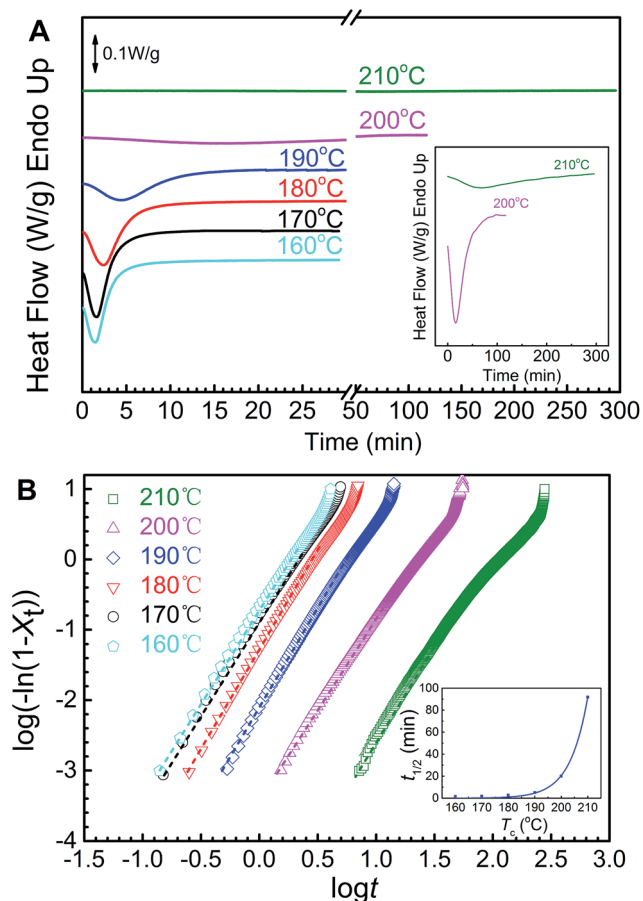 A
0.1W/g
210°C
200°C
190°C
180°C
170°C
160°C
Heat Flow (W/g) Endo Up
0 5 10 15 20 25 30 50 100 150 200 250 300
Time (min)
210°C
200°C
Heat Flow (W/g) Endo Up
0 100 200 300
Time (min)
B
210℃
200℃
190℃
180℃
170℃
160℃
log(-ln(1-Xt))
1
0
-1
-2
-3
-4
-1.5 -1.0 -0.5 0.0 0.5 1.0 1.5 2.0 2.5 3.0
logt
t1/2 (min)
100
80
60
40
20
0
160 170 180 190 200 210
Tc (°C)